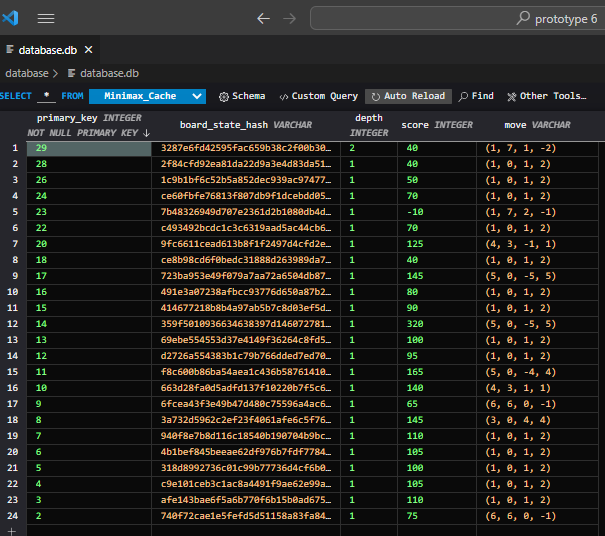 prototype 6
database.db
database > database.db
SELECT * FROM Minimax_Cache Schema Custom Query Auto Reload Find Other Tools…
primary_key INTEGER NOT NULL PRIMARY KEY board_state_hash VARCHAR depth INTEGER score INTEGER move VARCHAR
1 29 3287e6fd42595fac659b38c2f00b30… 2 40 (1, 7, 1, -2)
2 28 2f84cfd92ea81da22d9a3e4d83da51… 1 40 (1, 0, 1, 2)
3 26 1c9b1bf6c52b5a852dec939ac97477… 1 50 (1, 0, 1, 2)
4 24 ce60fbfe76813f807db9f1dcebdd05… 1 70 (1, 0, 1, 2)
5 23 7b48326949d707e2361d2b1080db4d… 1 -10 (1, 7, 2, -1)
6 22 c493492bcdc1c3c6319aad5ac44cb6… 1 70 (1, 0, 1, 2)
7 20 9fc6611cead613b8f1f2497d4cfd2e… 1 125 (4, 3, -1, 1)
8 18 ce8b98cd6f0bedc31888d263989da7… 1 40 (1, 0, 1, 2)
9 17 723ba953e49f079a7aa72a6504db87… 1 145 (5, 0, -5, 5)
10 16 491e3a07238afbcc93776d650a87b2… 1 80 (1, 0, 1, 2)
11 15 414677218b8b4a97ab5b7c8d03ef5d… 1 90 (1, 0, 1, 2)
12 14 359f5010936634638397d146072781… 1 320 (5, 0, -5, 5)
13 13 69ebe554553d37e4149f36264c8fd5… 1 100 (1, 0, 1, 2)
14 12 d2726a554383b1c79b766dded7ed70… 1 95 (1, 0, 1, 2)
15 11 f8c600b86ba54aea1c436b58761410… 1 165 (5, 0, -4, 4)
16 10 663d28fa0d5adfd137f10220b7f5c6… 1 140 (4, 3, 1, 1)
17 9 6fcea43f3e49b47d480c75596a4ac6… 1 65 (6, 6, 0, -1)
18 8 3a732d5962c2ef23f4061afe6c5f76… 1 145 (3, 0, 4, 4)
19 7 940f8e7b8d116c18540b190704b9bc… 1 110 (1, 0, 1, 2)
20 6 4b1bef845beeae62df976b7fdf7784… 1 105 (1, 0, 1, 2)
21 5 318d8992736c01c99b77736d4cf6b0… 1 100 (1, 0, 1, 2)
22 4 c9e101ceb3c1ac8a4491f9ae62e99a… 1 105 (1, 0, 1, 2)
23 3 afe143bae6f5a6b770f6b15b0ad675… 1 110 (1, 0, 1, 2)
24 2 740f72cae1e5fefd5d51158a83fa84… 1 75 (6, 6, 0, -1)